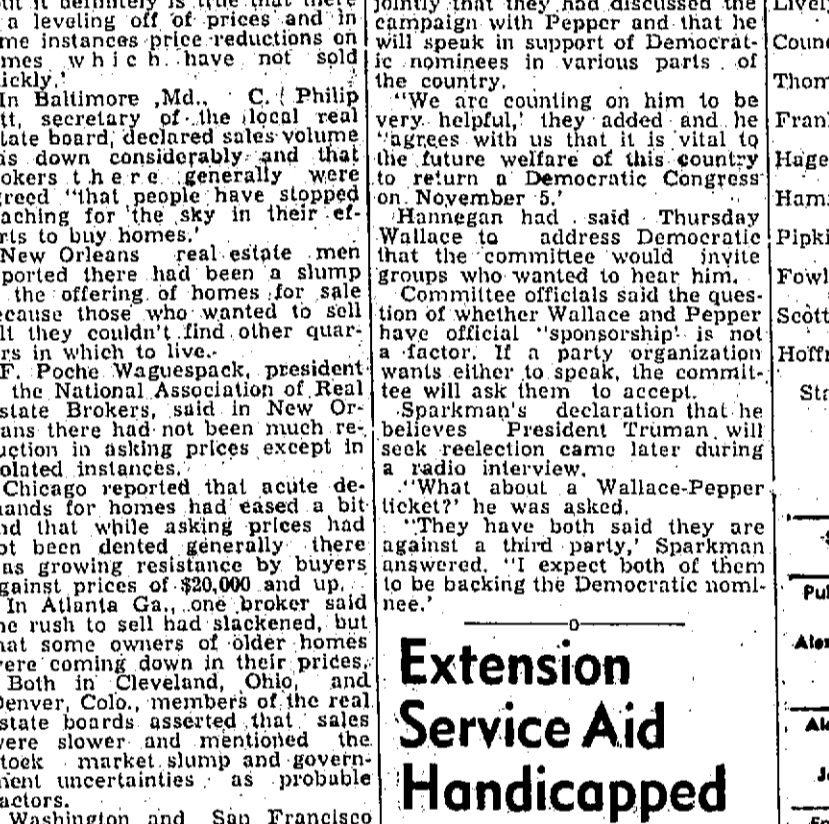 but it definitely is true that there
a leveling off of prices and in
me instances price reductions on
mes which have not sold
ickly.'
In Baltimore ,Md., C. Philip
tt, secretary of the local real
tate board, declared sales volume
s down considerably and that
okers there generally were
reed "that people have stopped
aching for the sky in their ef-
rts to buy homes.'
New Orleans real estate men
ported there had been a slump
the offering of homes for sale
ecause those who wanted to sell
lt they couldn't find other quar-
rs in which to live.
F. Poche Waguespack, president
the National Association of Real
state Brokers, said in New Or-
ans there had not been much re-
uction in asking prices except in
olated instances.
Chicago reported that acute de-
ands for homes had eased a bit
nd that while asking prices had
ot been dented generally there
as growing resistance by buyers
gainst prices of $20,000 and up.
In Atlanta Ga., one broker said
he rush to sell had slackened, but
hat some owners of older homes
ere coming down in their prices.
Both in Cleveland, Ohio, and
Denver, Colo., members of the real
state boards asserted that sales
were slower and mentioned the
tock market slump and govern-
ment uncertainties as probable
actors.
Washington and San Francisco
jointly that they had discussed the
campaign with Pepper and that he
will speak in support of Democrat-
ic nominees in various parts of
the country.
"We are counting on him to be
very helpful,' they added and he
"agrees with us that it is vital to
the future welfare of this country
to return a Democratic Congress
on November 5.'
Hannegan had said Thursday
Wallace to address Democratic
that the committee would invite
groups who wanted to hear him.
Committee officials said the ques-
tion of whether Wallace and Pepper
have official "sponsorship' is not
a factor. If a party organization
wants either to speak, the commit-
tee will ask them to accept.
Sparkman's declaration that he
believes President Truman will
seek reelection came later during
a radio interview.
"What about a Wallace-Pepper
ticket?' he was asked.
"They have both said they are
against a third party,' Sparkman
answered. "I expect both of them
to be backing the Democratic nomi-
nee.'
Extension
Service Aid
Handicapped
Lively
Coun
Thom
Fran
Hage
Ham
Pipki
Fowl
Scott
Hoffr
Sta
Pul
Alex
Al
J